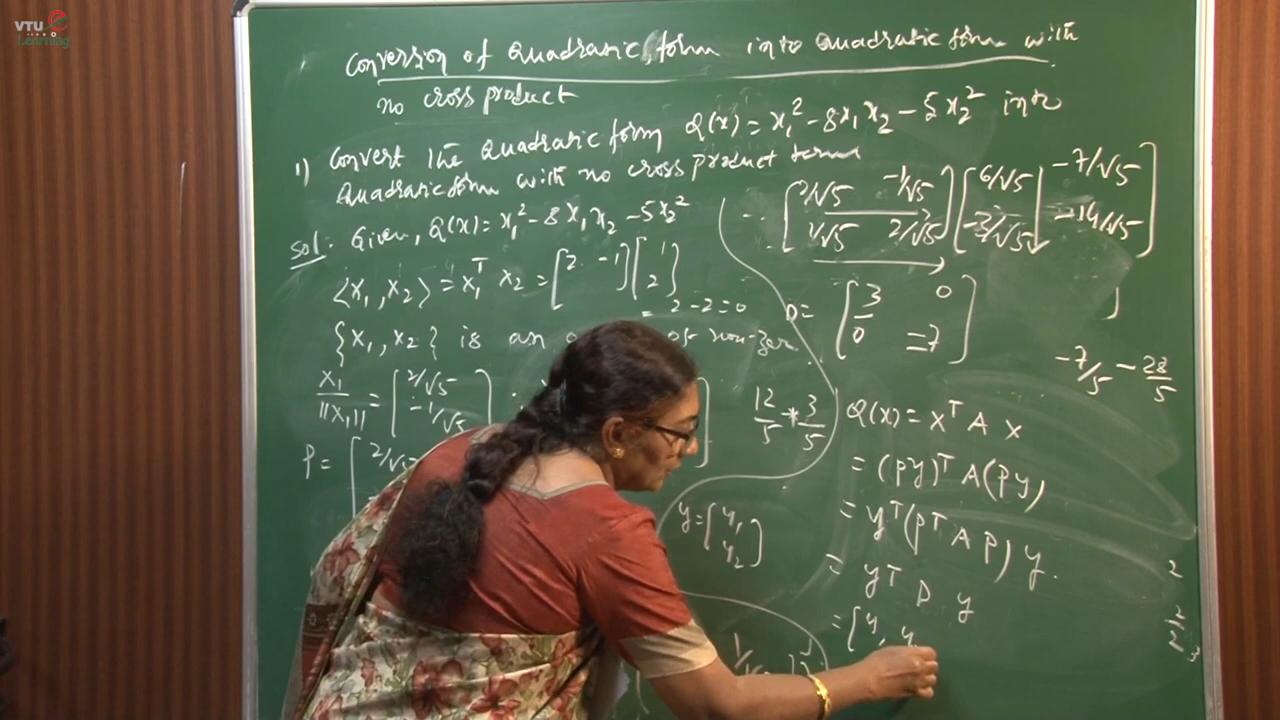 VTU e
Learning
Conversion of Quadratic form into Quadratic form with
no cross product
1) Convert the Quadratic form Q(x) = x₁² - 8x₁x₂ - 5x₂² into
Quadratic form with no cross product term
Sol: Given, Q(x) = x₁² - 8x₁x₂ - 5x₂²
⟨x₁, x₂⟩ = x₁ᵀ x₂ = [2 -1] [1
2]
= 2-2=0
{x₁, x₂} is an of non-zero
x₁/||x₁|| = [2/√5
-1/√5]
P = [2/√5
[2/√5 -1/√5] [6/√5 -7/√5]
[1/√5 2/√5] [-3/√5 -14/√5]
D = [3 0
0 -7]
12/5 + 3/5
-7/5 - 28/5
Q(x) = xᵀ A x
= (Py)ᵀ A(Py)
= yᵀ(Pᵀ A P) y.
= yᵀ D y
= [y₁ y
y = [y₁
y₂]